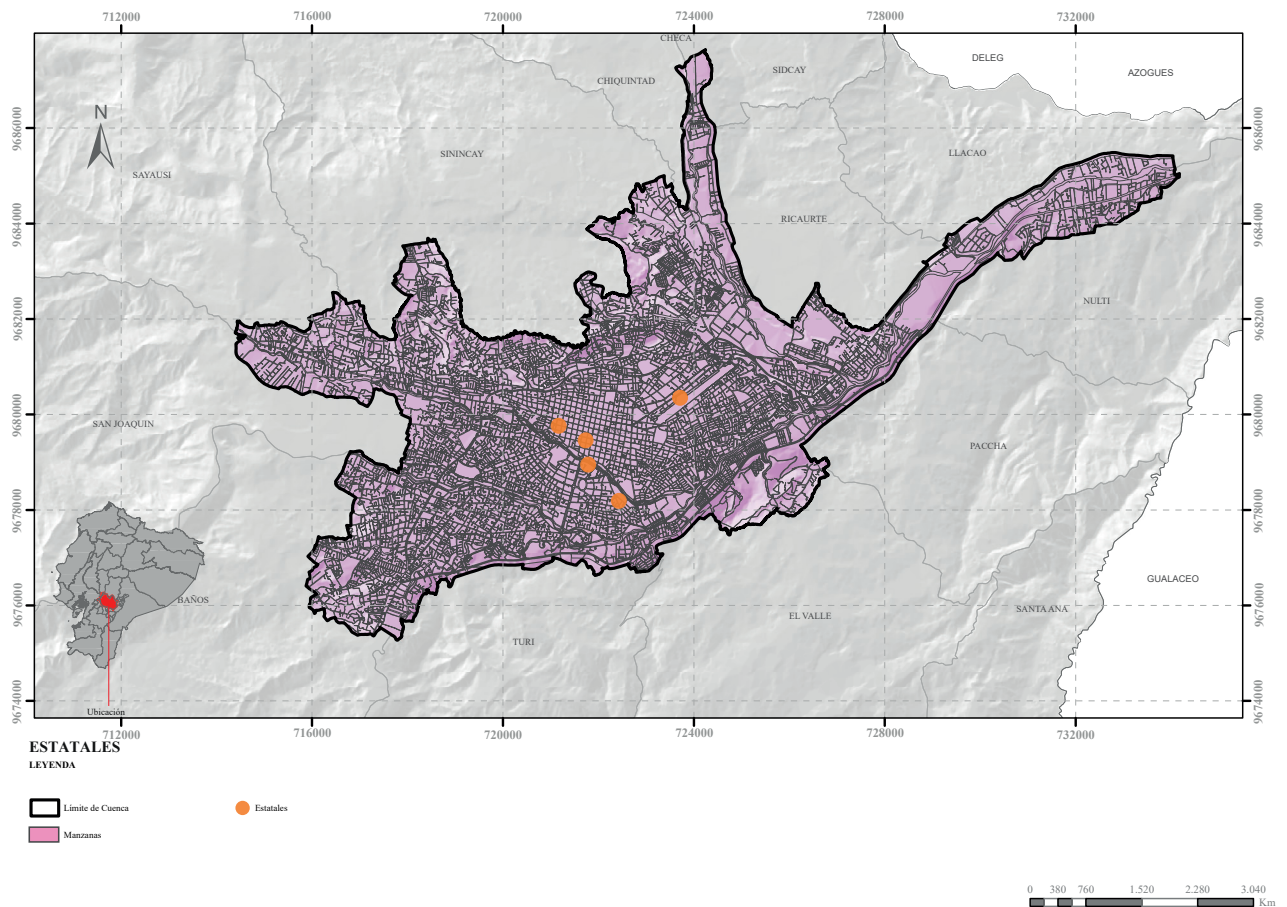 712000 716000 720000 724000 728000 732000
CHECA
DELEG
SIDCAY
AZOGUES
CHIQUINTAD
N
9686000 9686000
SININCAY
LLACAO
SAYAUSI
RICAURTE
9684000 9684000
NULTI
9682000 9682000
9680000 9680000
SAN JOAQUIN
PACCHA
9678000 9678000
GUALACEO
BAÑOS
9676000 9676000
SANTA ANA
EL VALLE
TURI
9674000 9674000
Ubicación
712000 716000 720000 724000 728000 732000
ESTATALES
LEYENDA
Límite de Cuenca
Estatales
Manzanas
0 380 760 1.520 2.280 3.040
Km